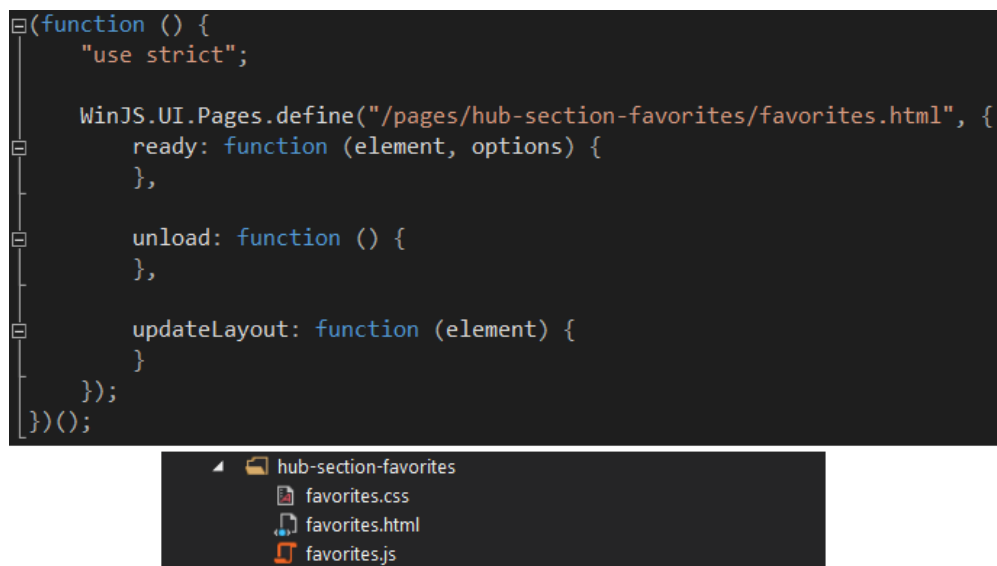 (function () {
"use strict";
WinJS.UI.Pages.define("/pages/hub-section-favorites/favorites.html", {
ready: function (element, options) {
},
unload: function () {
},
updateLayout: function (element) {
}
});
})();
hub-section-favorites
favorites.css
favorites.html
favorites.js